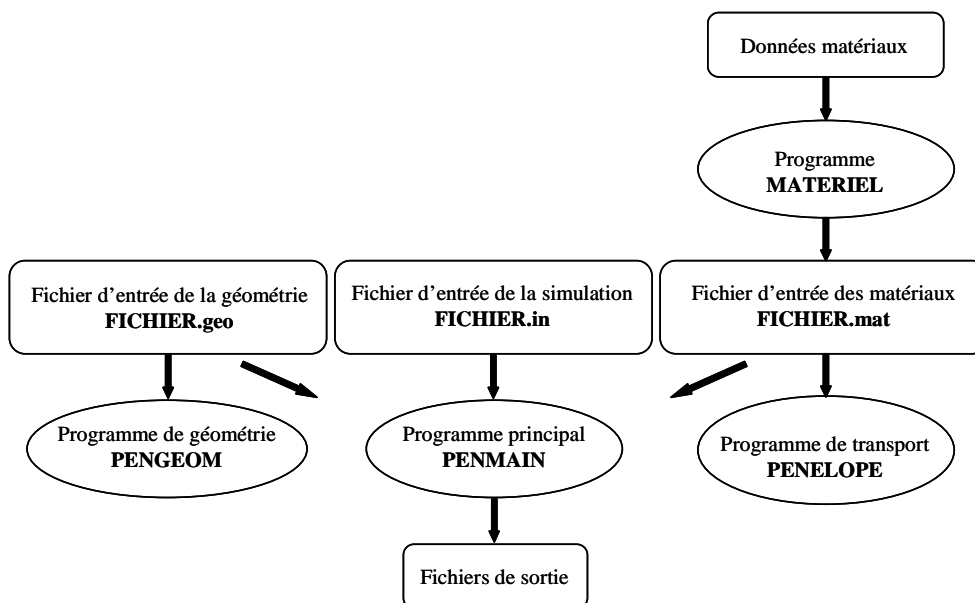 Données matériaux
Programme
MATERIEL
Fichier d'entrée de la géométrie
FICHIER.geo
Fichier d'entrée de la simulation
FICHIER.in
Fichier d'entrée des matériaux
FICHIER.mat
Programme de géométrie
PENGEOM
Programme principal
PENMAIN
Programme de transport
PENELOPE
Fichiers de sortie